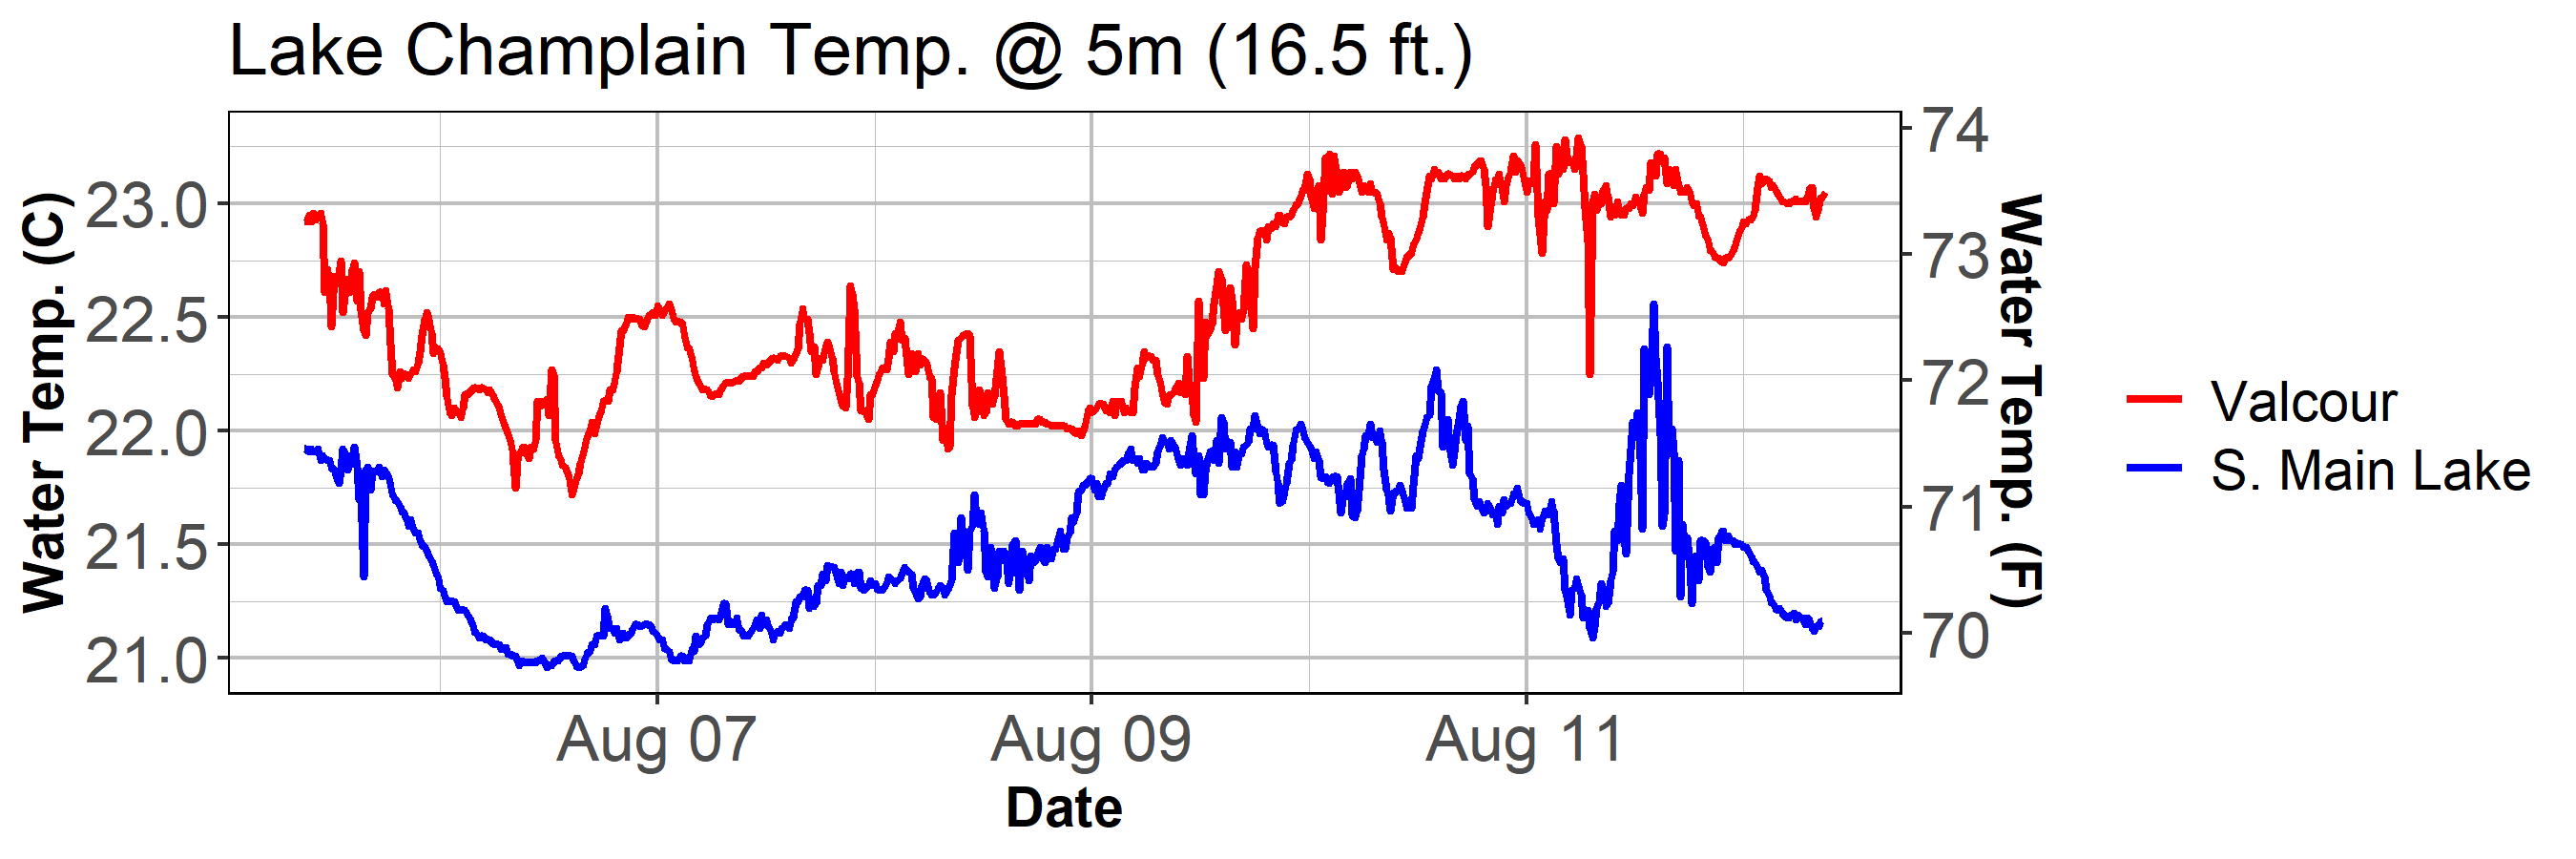 Lake Champlain Temp. @ 5m (16.5 ft.)
Water Temp. (C)
23.0
22.5
22.0
21.5
21.0
74
73
72
71
70
Water Temp. (F)
Aug 07
Aug 09
Aug 11
Date
Valcour
S. Main Lake